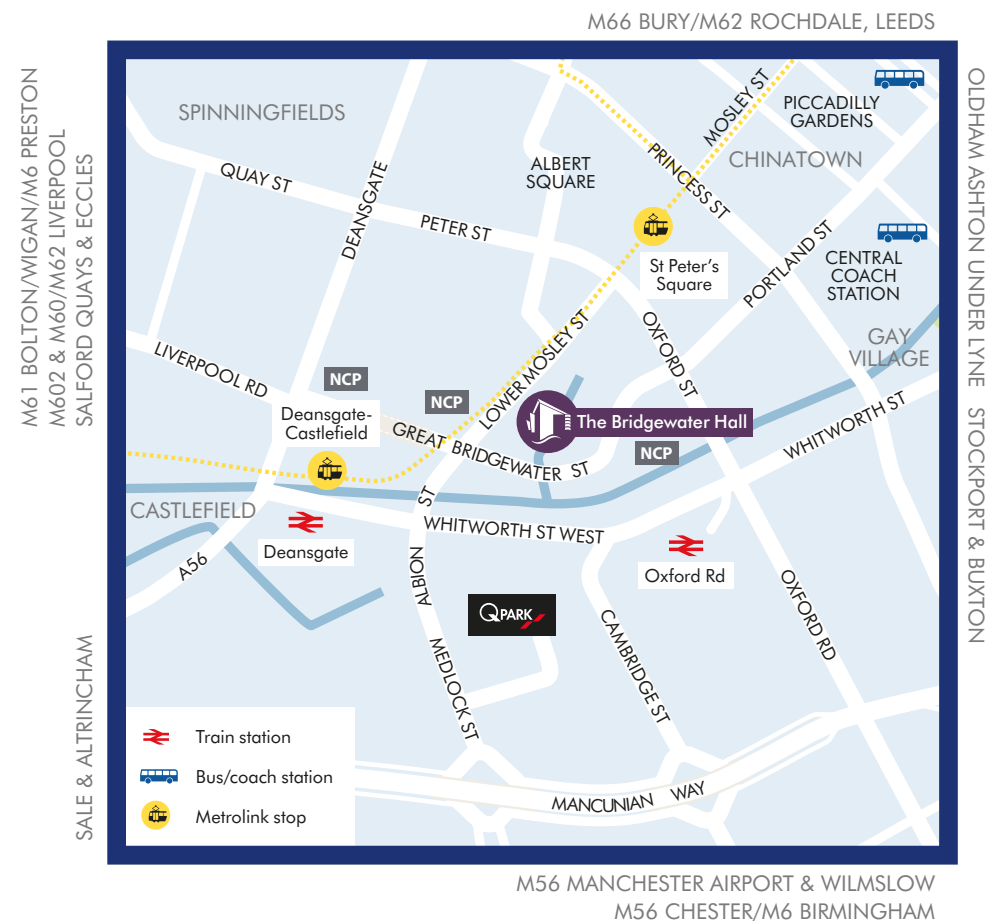 M66 BURY/M62 ROCHDALE, LEEDS
M61 BOLTON/WIGAN/M6 PRESTON
M602 & M60/M62 LIVERPOOL
SALFORD QUAYS & ECCLES
SALE & ALTRINCHAM
OLDHAM ASHTON UNDER LYNE
STOCKPORT & BUXTON
SPINNINGFIELDS
MOSLEY ST
PICCADILLY
GARDENS
CHINATOWN
PRINCESS ST
ALBERT
SQUARE
QUAY ST
DEANSGATE
PETER ST
St Peter's
Square
PORTLAND ST
CENTRAL
COACH
STATION
GAY
VILLAGE
OXFORD ST
LOWER MOSLEY ST
LIVERPOOL RD
NCP
NCP
Deansgate-
Castlefield
The Bridgewater Hall
GREAT BRIDGEWATER ST
NCP
WHITWORTH ST
CASTLEFIELD
ALBION ST
WHITWORTH ST WEST
Deansgate
A56
Oxford Rd
QPARK
OXFORD RD
CAMBRIDGE ST
MEDLOCK ST
MANCUNIAN WAY
Train station
Bus/coach station
Metrolink stop
M56 MANCHESTER AIRPORT & WILMSLOW
M56 CHESTER/M6 BIRMINGHAM